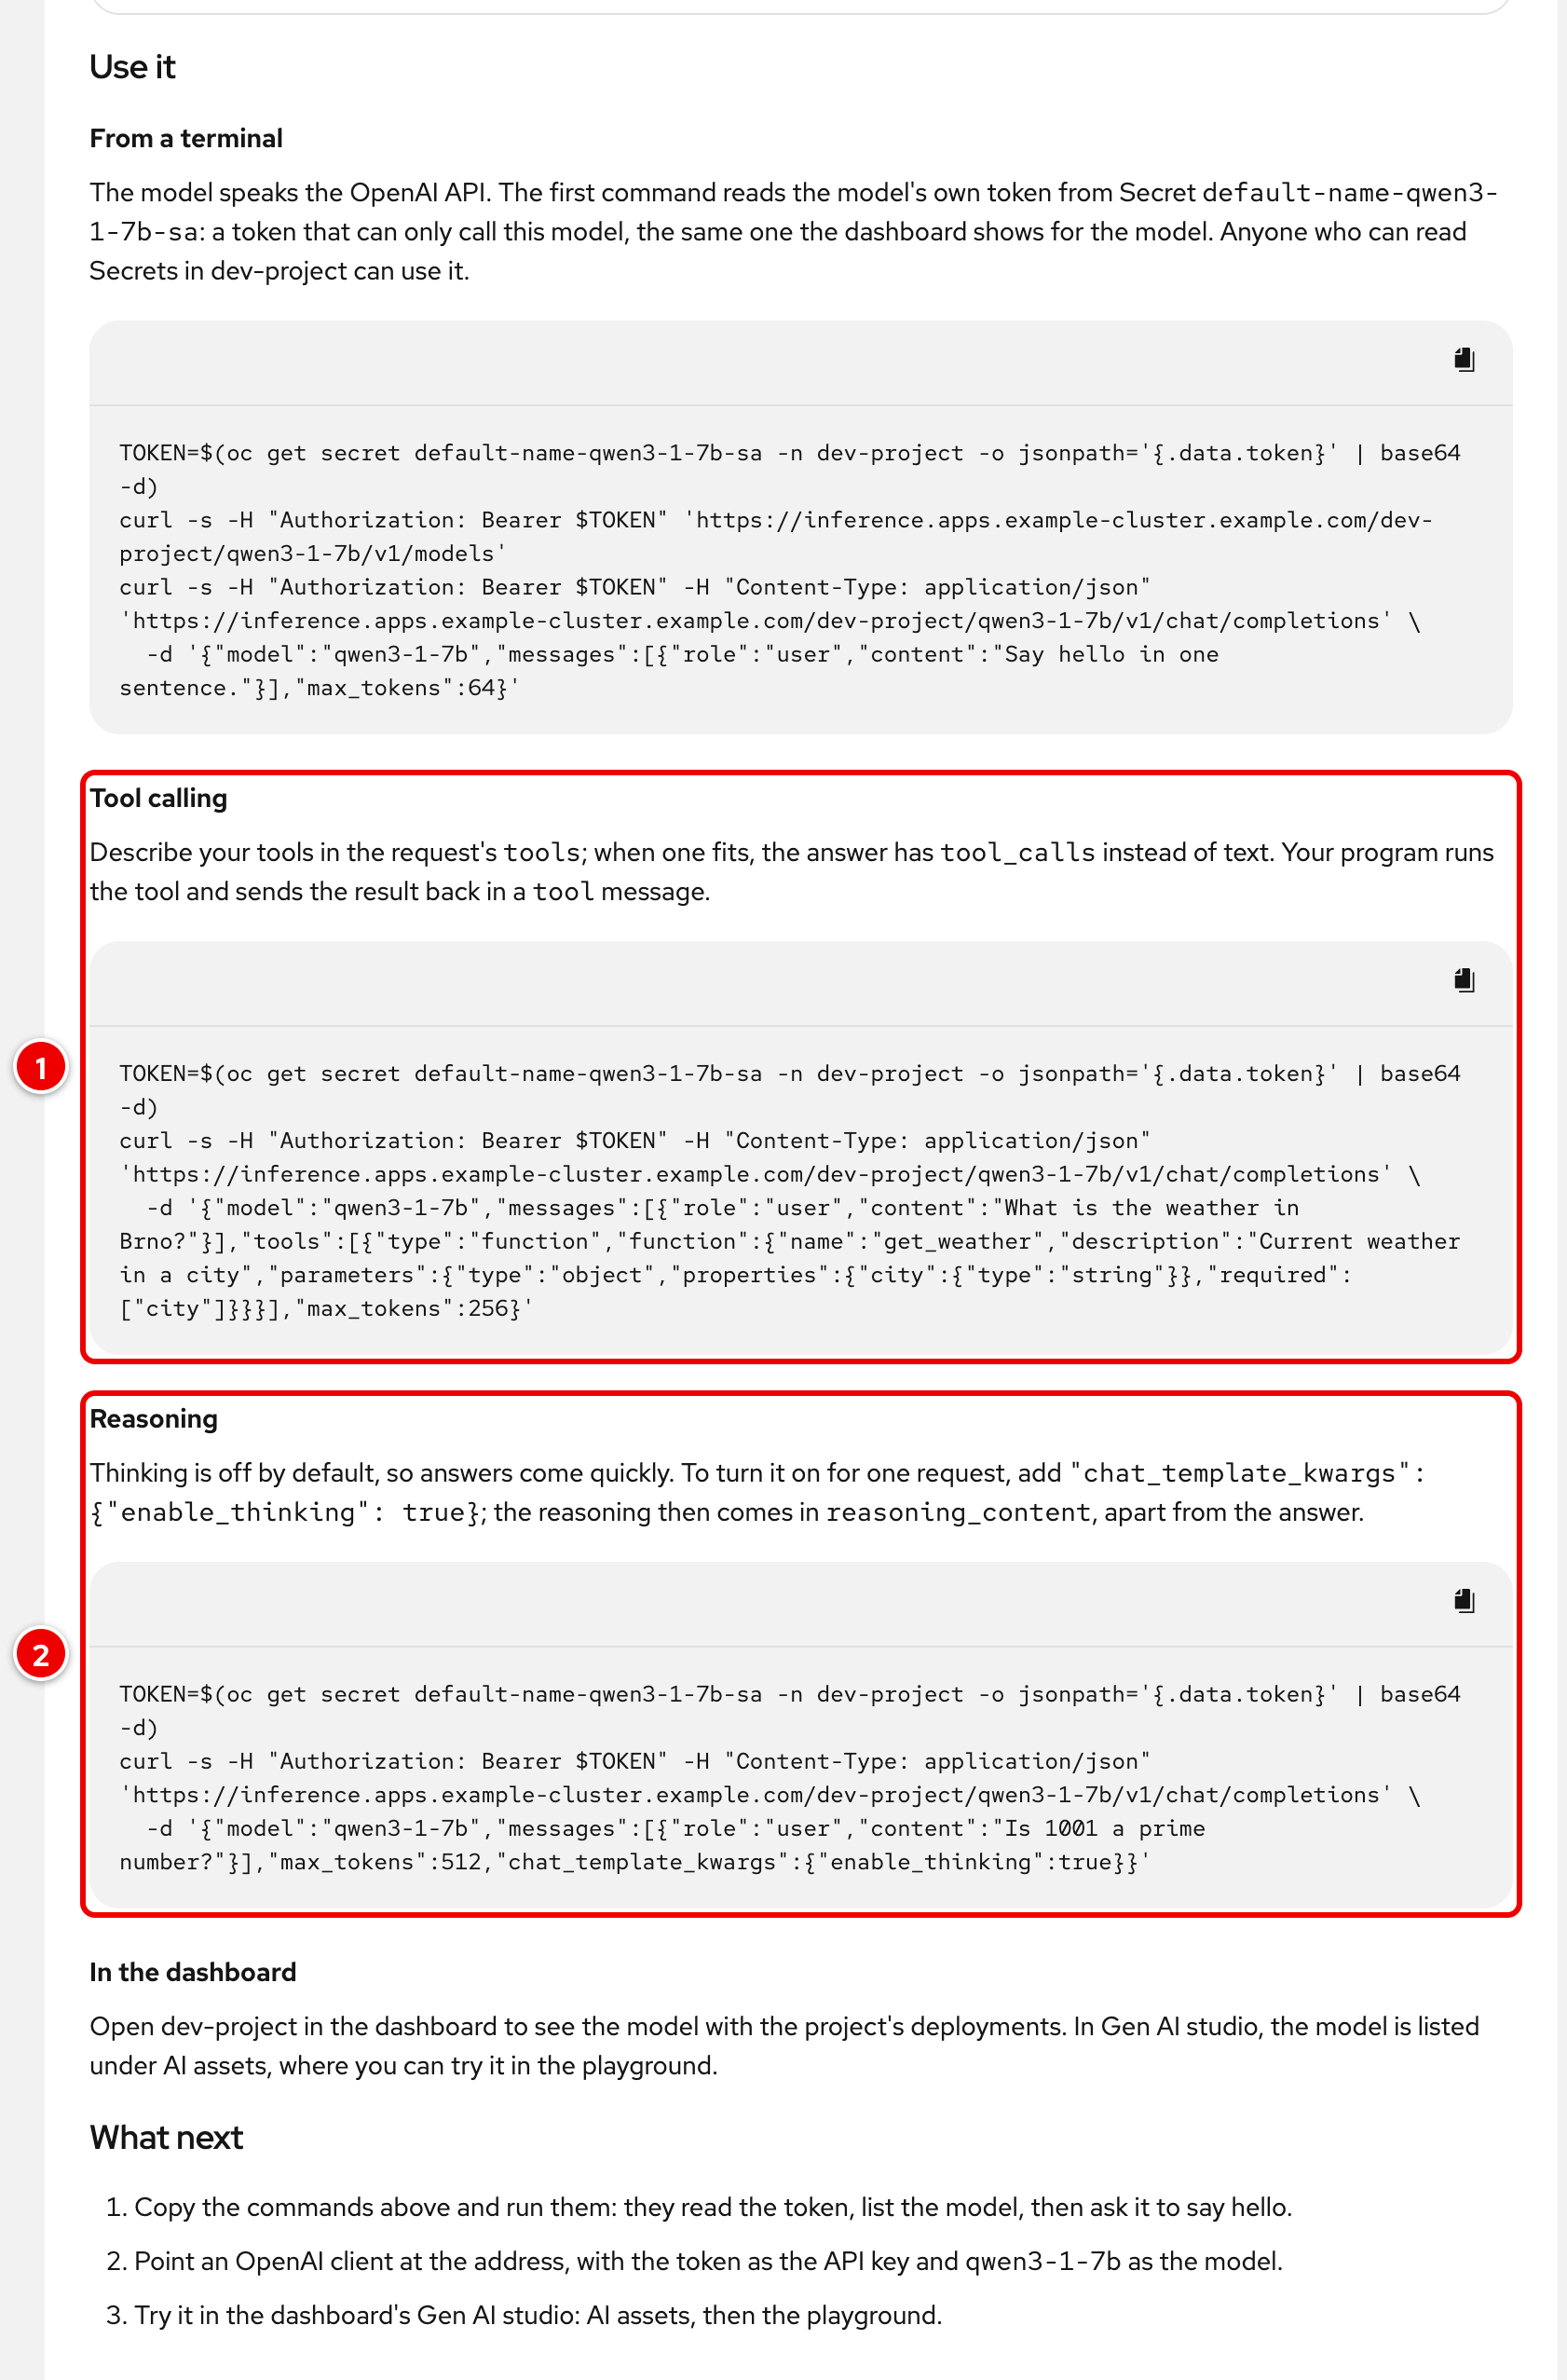 Use it
From a terminal
The model speaks the OpenAI API. The first command reads the model's own token from Secret default-name-qwen3-
1-7b-sa: a token that can only call this model, the same one the dashboard shows for the model. Anyone who can read
Secrets in dev-project can use it.
TOKEN=$(oc get secret default-name-qwen3-1-7b-sa -n dev-project -o jsonpath='{.data.token}' | base64
-d)
curl -s -H "Authorization: Bearer $TOKEN" 'https://inference.apps.example-cluster.example.com/dev-
project/qwen3-1-7b/v1/models'
curl -s -H "Authorization: Bearer $TOKEN" -H "Content-Type: application/json"
'https://inference.apps.example-cluster.example.com/dev-project/qwen3-1-7b/v1/chat/completions' \
  -d '{"model":"qwen3-1-7b","messages":[{"role":"user","content":"Say hello in one
sentence."}],"max_tokens":64}'
Tool calling
Describe your tools in the request's tools; when one fits, the answer has tool_calls instead of text. Your program runs
the tool and sends the result back in a tool message.
1
TOKEN=$(oc get secret default-name-qwen3-1-7b-sa -n dev-project -o jsonpath='{.data.token}' | base64
-d)
curl -s -H "Authorization: Bearer $TOKEN" -H "Content-Type: application/json"
'https://inference.apps.example-cluster.example.com/dev-project/qwen3-1-7b/v1/chat/completions' \
  -d '{"model":"qwen3-1-7b","messages":[{"role":"user","content":"What is the weather in
Brno?"}],"tools":[{"type":"function","function":{"name":"get_weather","description":"Current weather
in a city","parameters":{"type":"object","properties":{"city":{"type":"string"}},"required":
["city"]}}}],"max_tokens":256}'
Reasoning
Thinking is off by default, so answers come quickly. To turn it on for one request, add "chat_template_kwargs":
{"enable_thinking": true}; the reasoning then comes in reasoning_content, apart from the answer.
2
TOKEN=$(oc get secret default-name-qwen3-1-7b-sa -n dev-project -o jsonpath='{.data.token}' | base64
-d)
curl -s -H "Authorization: Bearer $TOKEN" -H "Content-Type: application/json"
'https://inference.apps.example-cluster.example.com/dev-project/qwen3-1-7b/v1/chat/completions' \
  -d '{"model":"qwen3-1-7b","messages":[{"role":"user","content":"Is 1001 a prime
number?"}],"max_tokens":512,"chat_template_kwargs":{"enable_thinking":true}}'
In the dashboard
Open dev-project in the dashboard to see the model with the project's deployments. In Gen AI studio, the model is listed
under AI assets, where you can try it in the playground.
What next
1. Copy the commands above and run them: they read the token, list the model, then ask it to say hello.
2. Point an OpenAI client at the address, with the token as the API key and qwen3-1-7b as the model.
3. Try it in the dashboard's Gen AI studio: AI assets, then the playground.